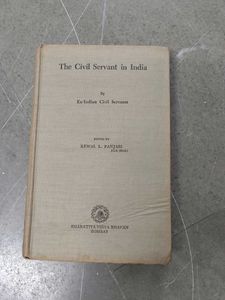 The Civil Servant in India
By
Ex-Indian Civil Servants
EDITED BY
KEWAL L. PANJABI
BHARATIYA VIDYA BHAVAN
BOMBAY